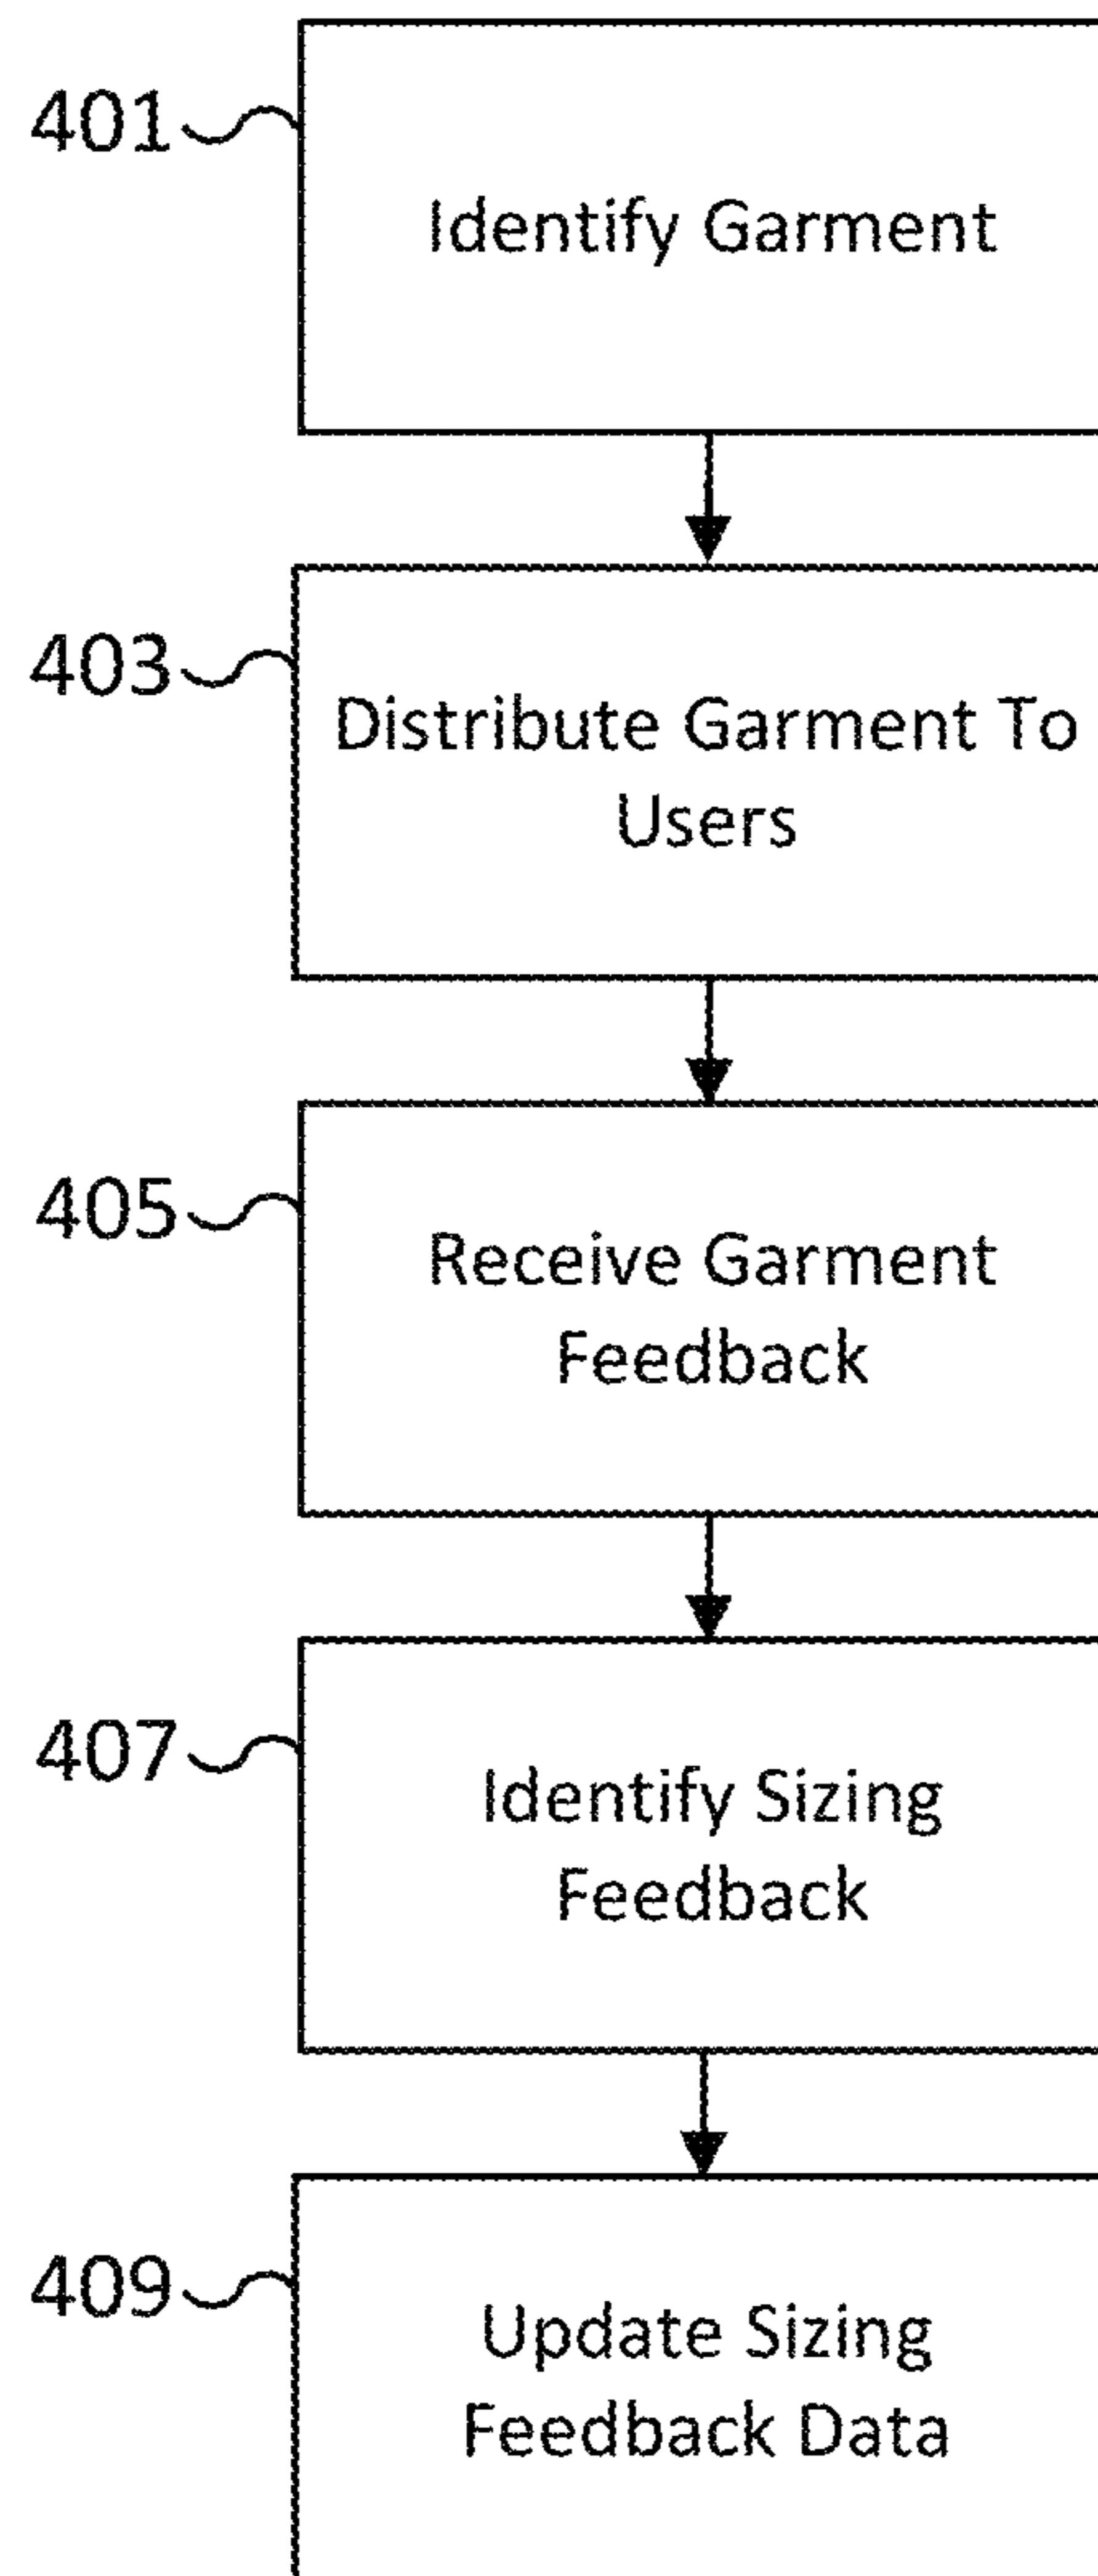 401
Identify Garment
403
Distribute Garment To
Users
405
Receive Garment
Feedback
407
Identify Sizing
Feedback
409
Update Sizing
Feedback Data